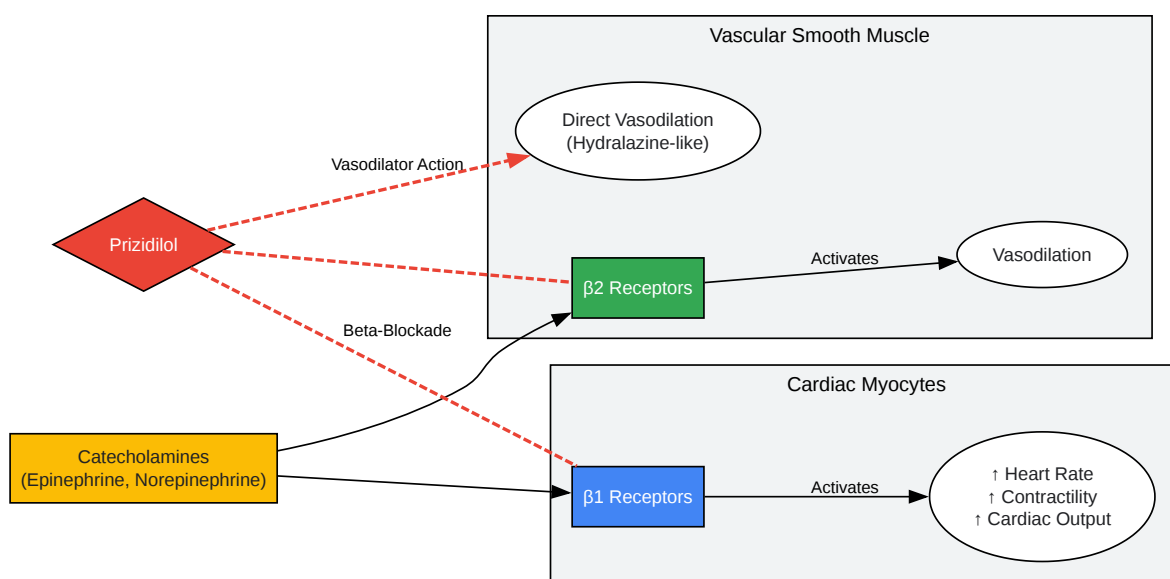 Vascular Smooth Muscle
Direct Vasodilation
(Hydralazine-like)
Vasodilator Action
Prizidilol
β2 Receptors
Activates
Vasodilation
Beta-Blockade
Cardiac Myocytes
Catecholamines
(Epinephrine, Norepinephrine)
β1 Receptors
Activates
↑ Heart Rate
↑ Contractility
↑ Cardiac Output